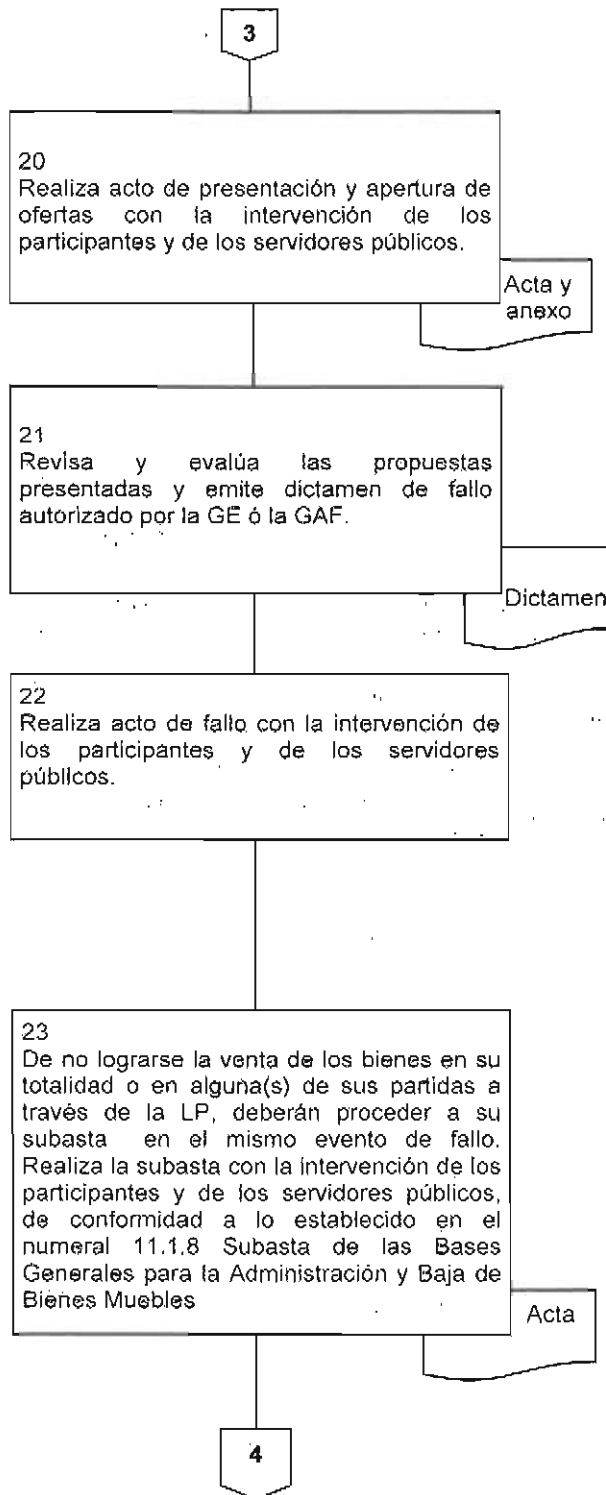 3
20
Realiza acto de presentación y apertura de
ofertas con la intervención de los
participantes y de los servidores públicos.
Acta y
anexo
21
Revisa y evalúa las propuestas
presentadas y emite dictamen de fallo
autorizado por la GE ó la GAF.
Dictamen
22
Realiza acto de fallo con la intervención de
los participantes y de los servidores
públicos.
23
De no lograrse la venta de los bienes en su
totalidad o en alguna(s) de sus partidas a
través de la LP, deberán proceder a su
subasta en el mismo evento de fallo.
Realiza la subasta con la intervención de los
participantes y de los servidores públicos,
de conformidad a lo establecido en el
numeral 11.1.8 Subasta de las Bases
Generales para la Administración y Baja de
Bienes Muebles
Acta
4